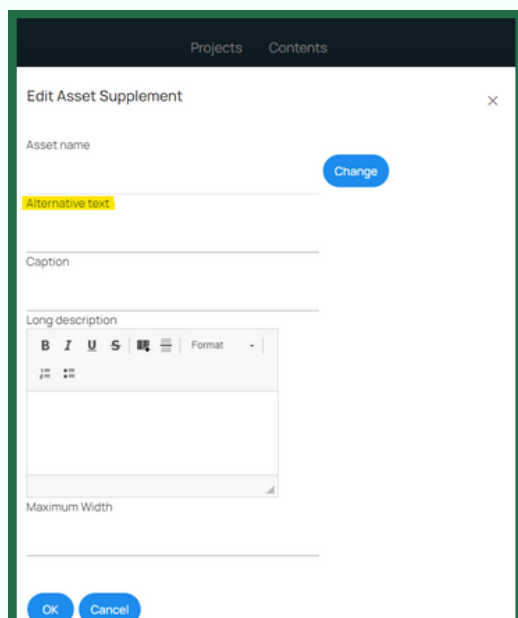 Projects Contents
Edit Asset Supplement
Asset name
Change
Alternative text
Caption
Long description
B I U S Format
Maximum Width
OK Cancel